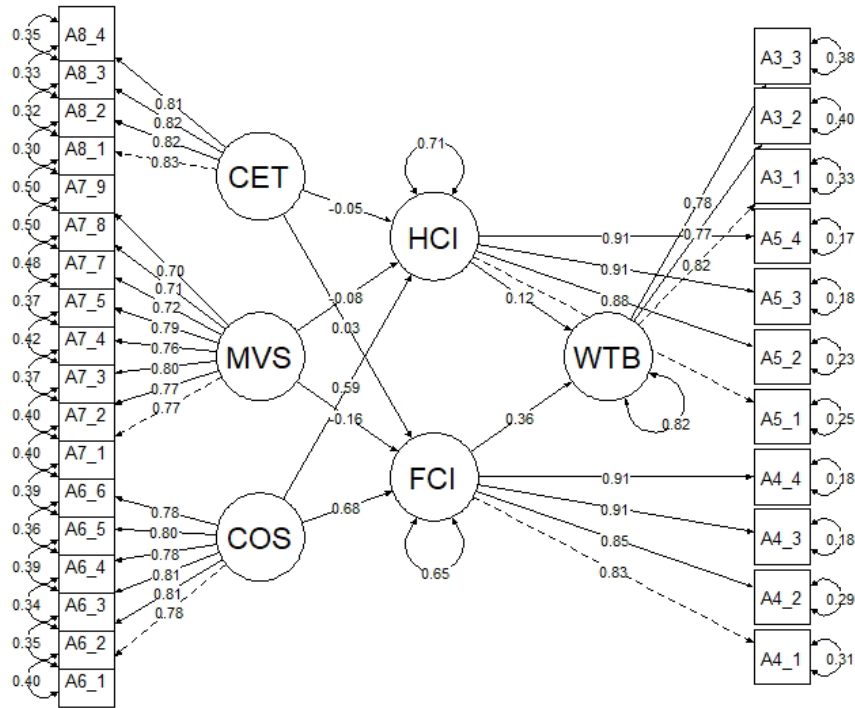 0.35 A8_4
0.33 A8_3
0.32 A8_2
0.30 A8_1
0.50 A7_9
0.50 A7_8
0.48 A7_7
0.37 A7_5
0.42 A7_4
0.37 A7_3
0.40 A7_2
0.40 A7_1
0.39 A6_6
0.36 A6_5
0.39 A6_4
0.34 A6_3
0.35 A6_2
0.40 A6_1
0.81
0.82
0.82
0.83
0.70
0.71
0.72
0.79
0.76
0.80
0.77
0.77
0.78
0.80
0.78
0.81
0.81
0.78
CET
MVS
COS
-0.05
-0.08
0.03
0.59
-0.16
0.68
0.71
HCI
FCI
0.65
0.12
0.36
WTB
0.82
0.78
0.77
0.82
0.91
0.91
0.88
0.91
0.91
0.85
0.83
A3_3 0.38
A3_2 0.40
A3_1 0.33
A5_4 0.17
A5_3 0.18
A5_2 0.23
A5_1 0.25
A4_4 0.18
A4_3 0.18
A4_2 0.29
A4_1 0.31